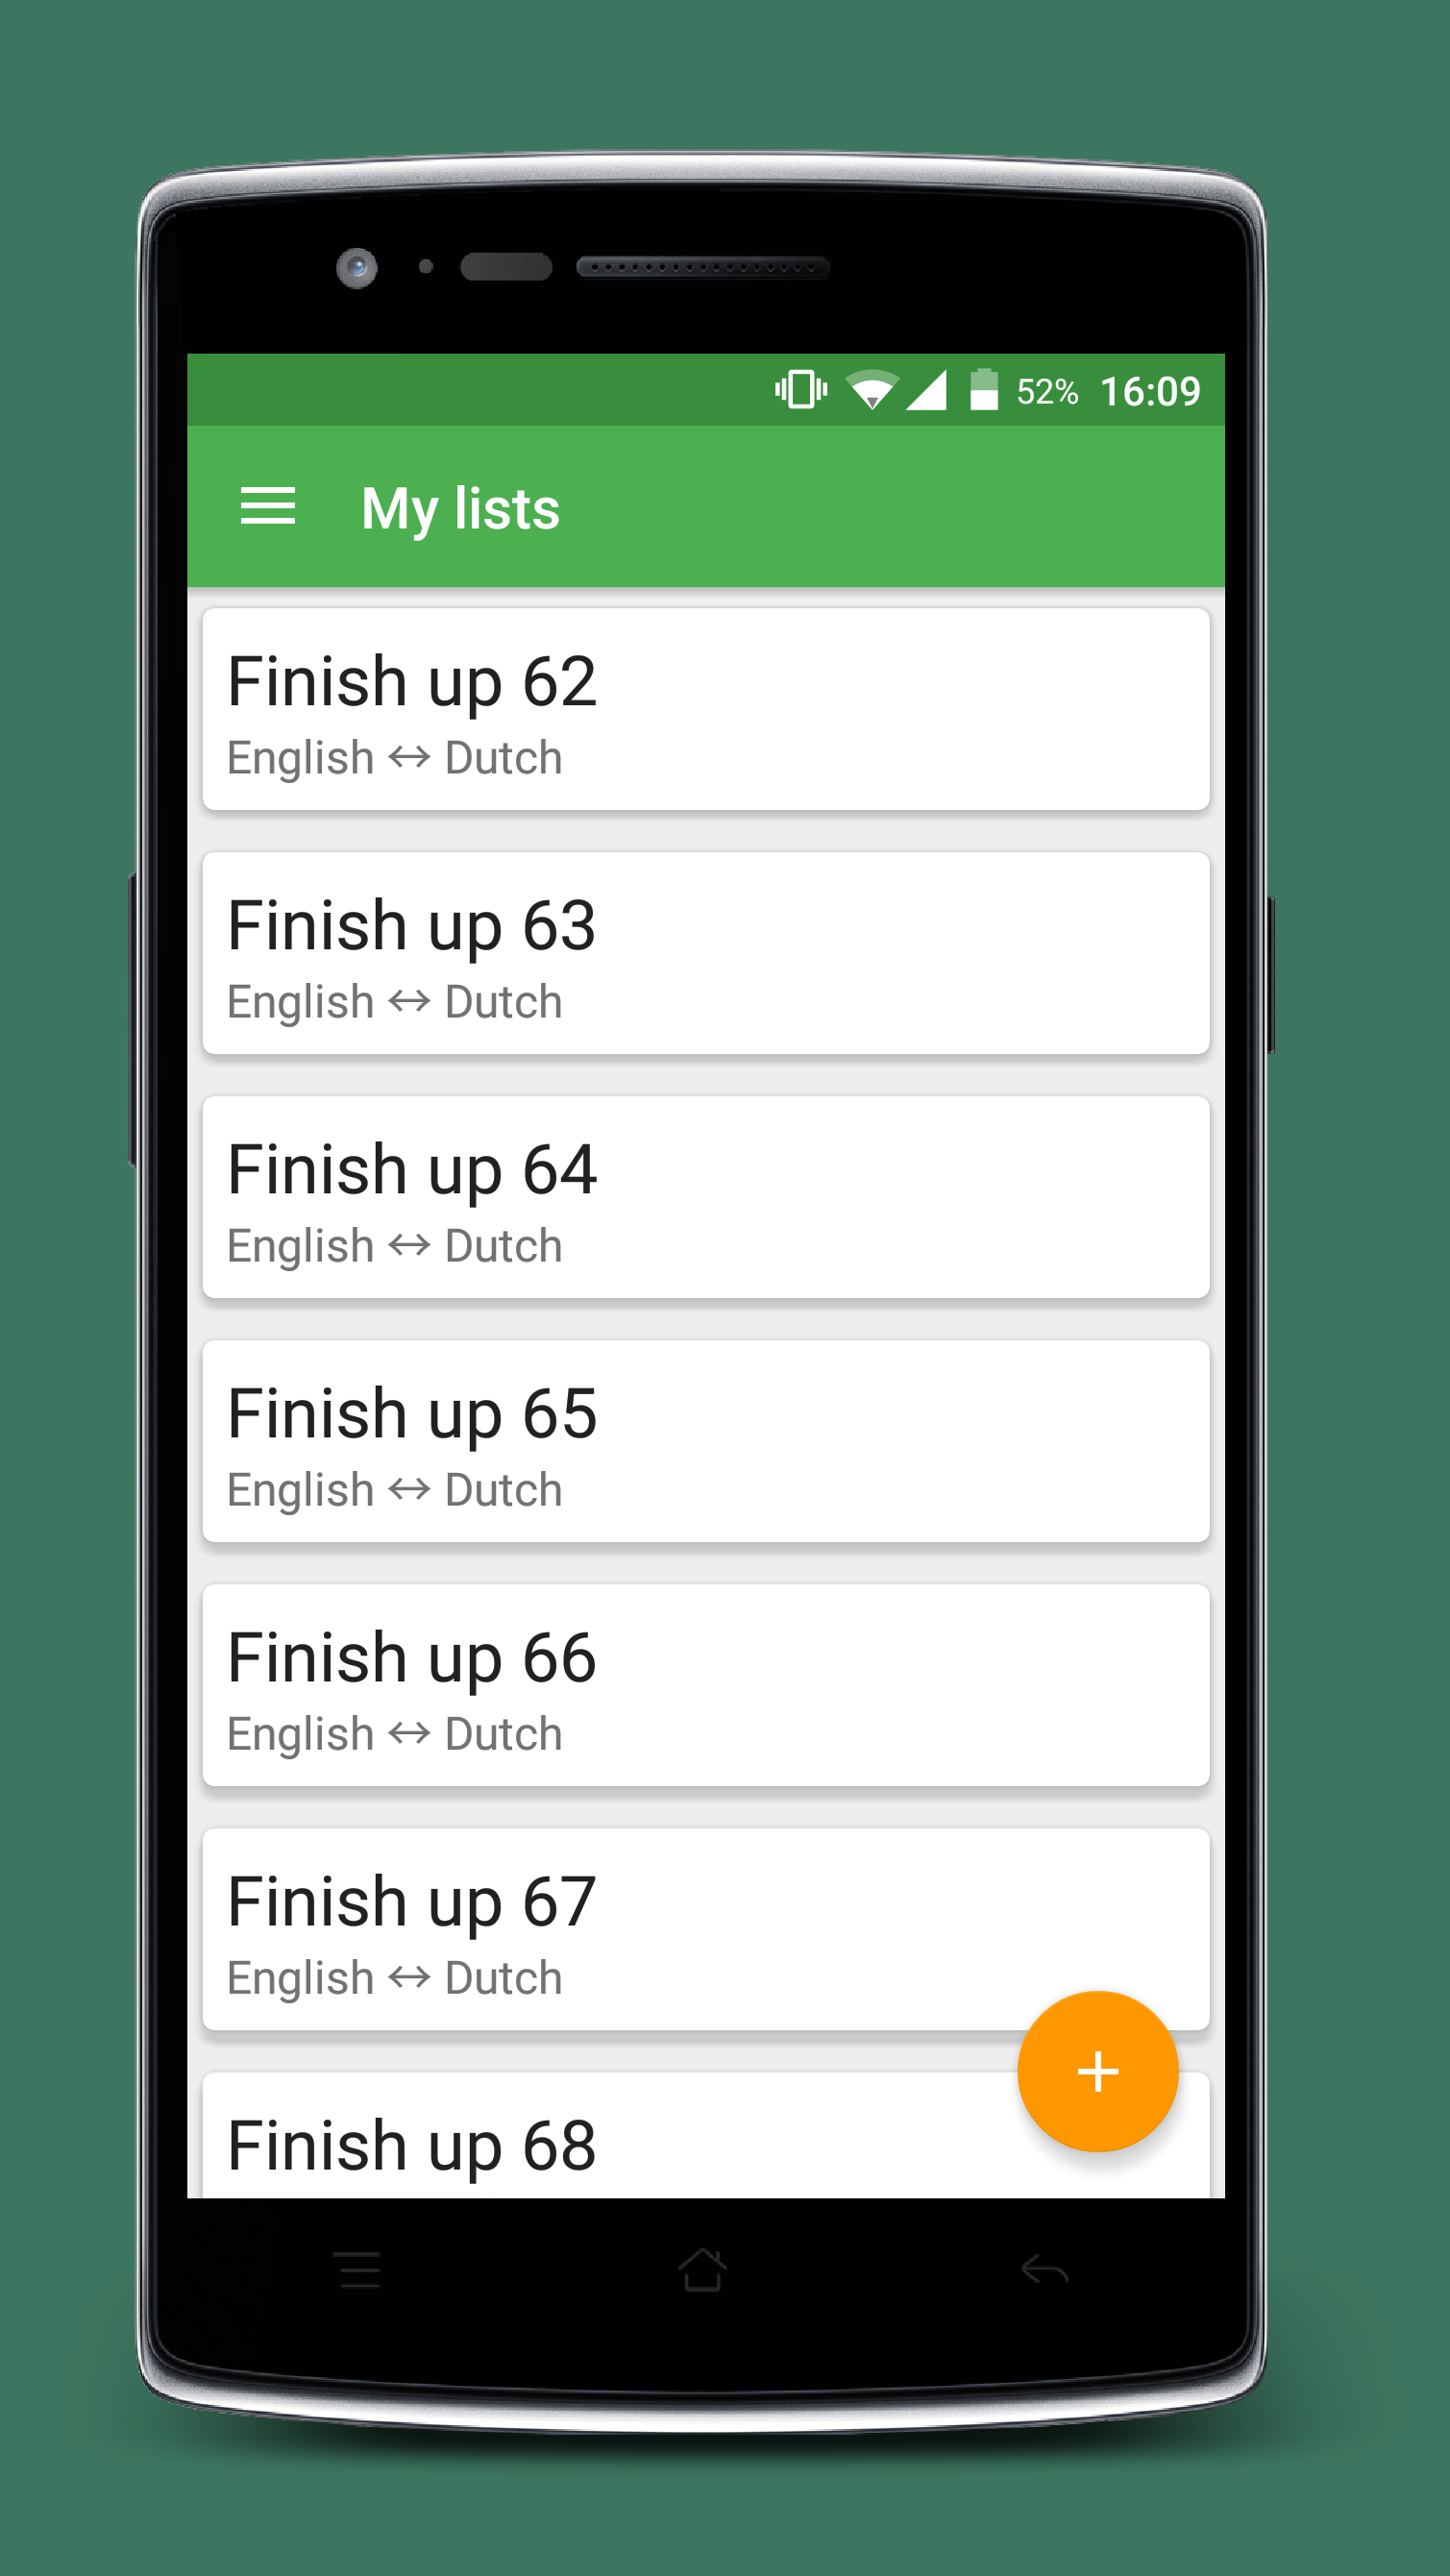 52% 16:09
My lists
Finish up 62
English ↔ Dutch
Finish up 63
English ↔ Dutch
Finish up 64
English ↔ Dutch
Finish up 65
English ↔ Dutch
Finish up 66
English ↔ Dutch
Finish up 67
English ↔ Dutch
+
Finish up 68